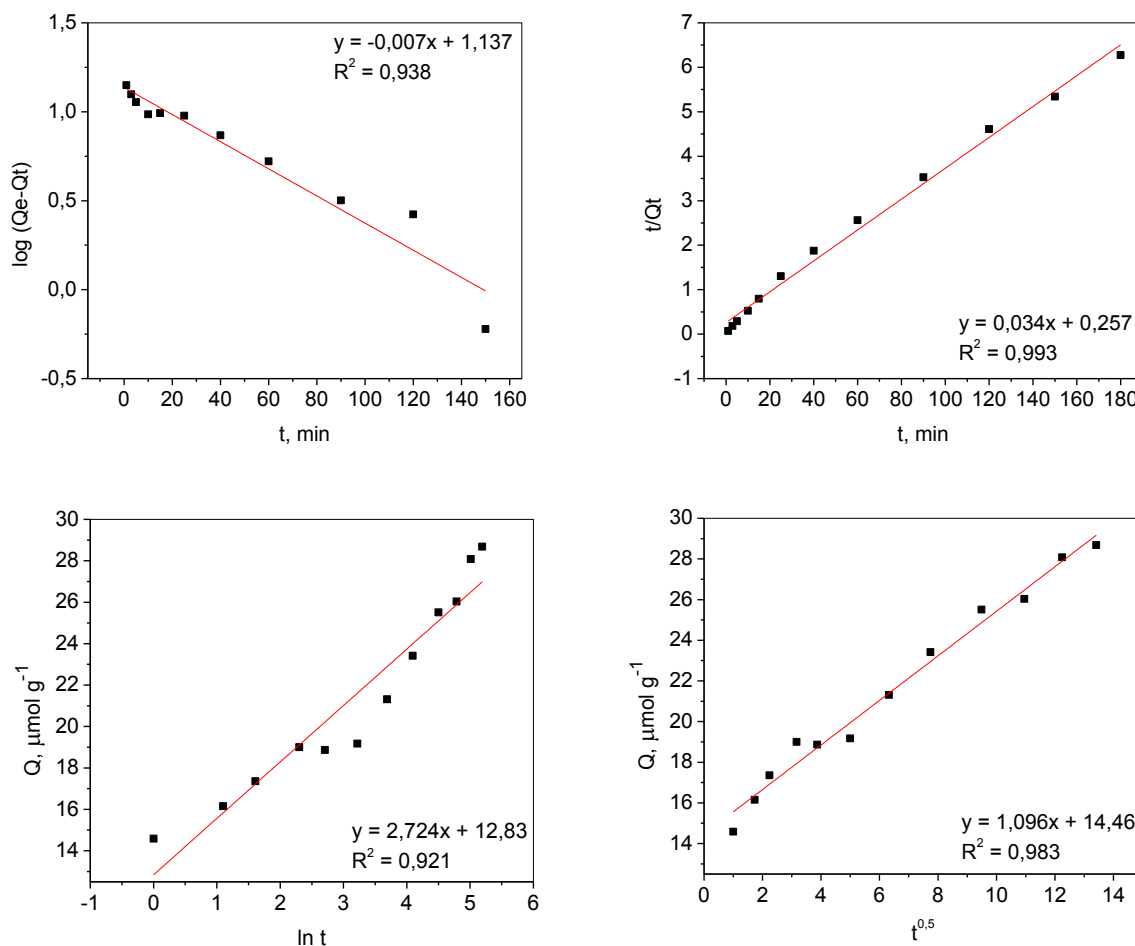 1,5
1,0
0,5
0,0
-0,5
log (Qe-Qt)
y = -0,007x + 1,137
R² = 0,938
0 20 40 60 80 100 120 140 160
t, min
7
6
5
4
3
2
1
0
-1
t/Qt
y = 0,034x + 0,257
R² = 0,993
0 20 40 60 80 100 120 140 160 180
t, min
30
28
26
24
22
20
18
16
14
Q, µmol g⁻¹
y = 2,724x + 12,83
R² = 0,921
-1 0 1 2 3 4 5 6
ln t
30
28
26
24
22
20
18
16
14
Q, µmol g⁻¹
y = 1,096x + 14,46
R² = 0,983
0 2 4 6 8 10 12 14
t⁰,⁵